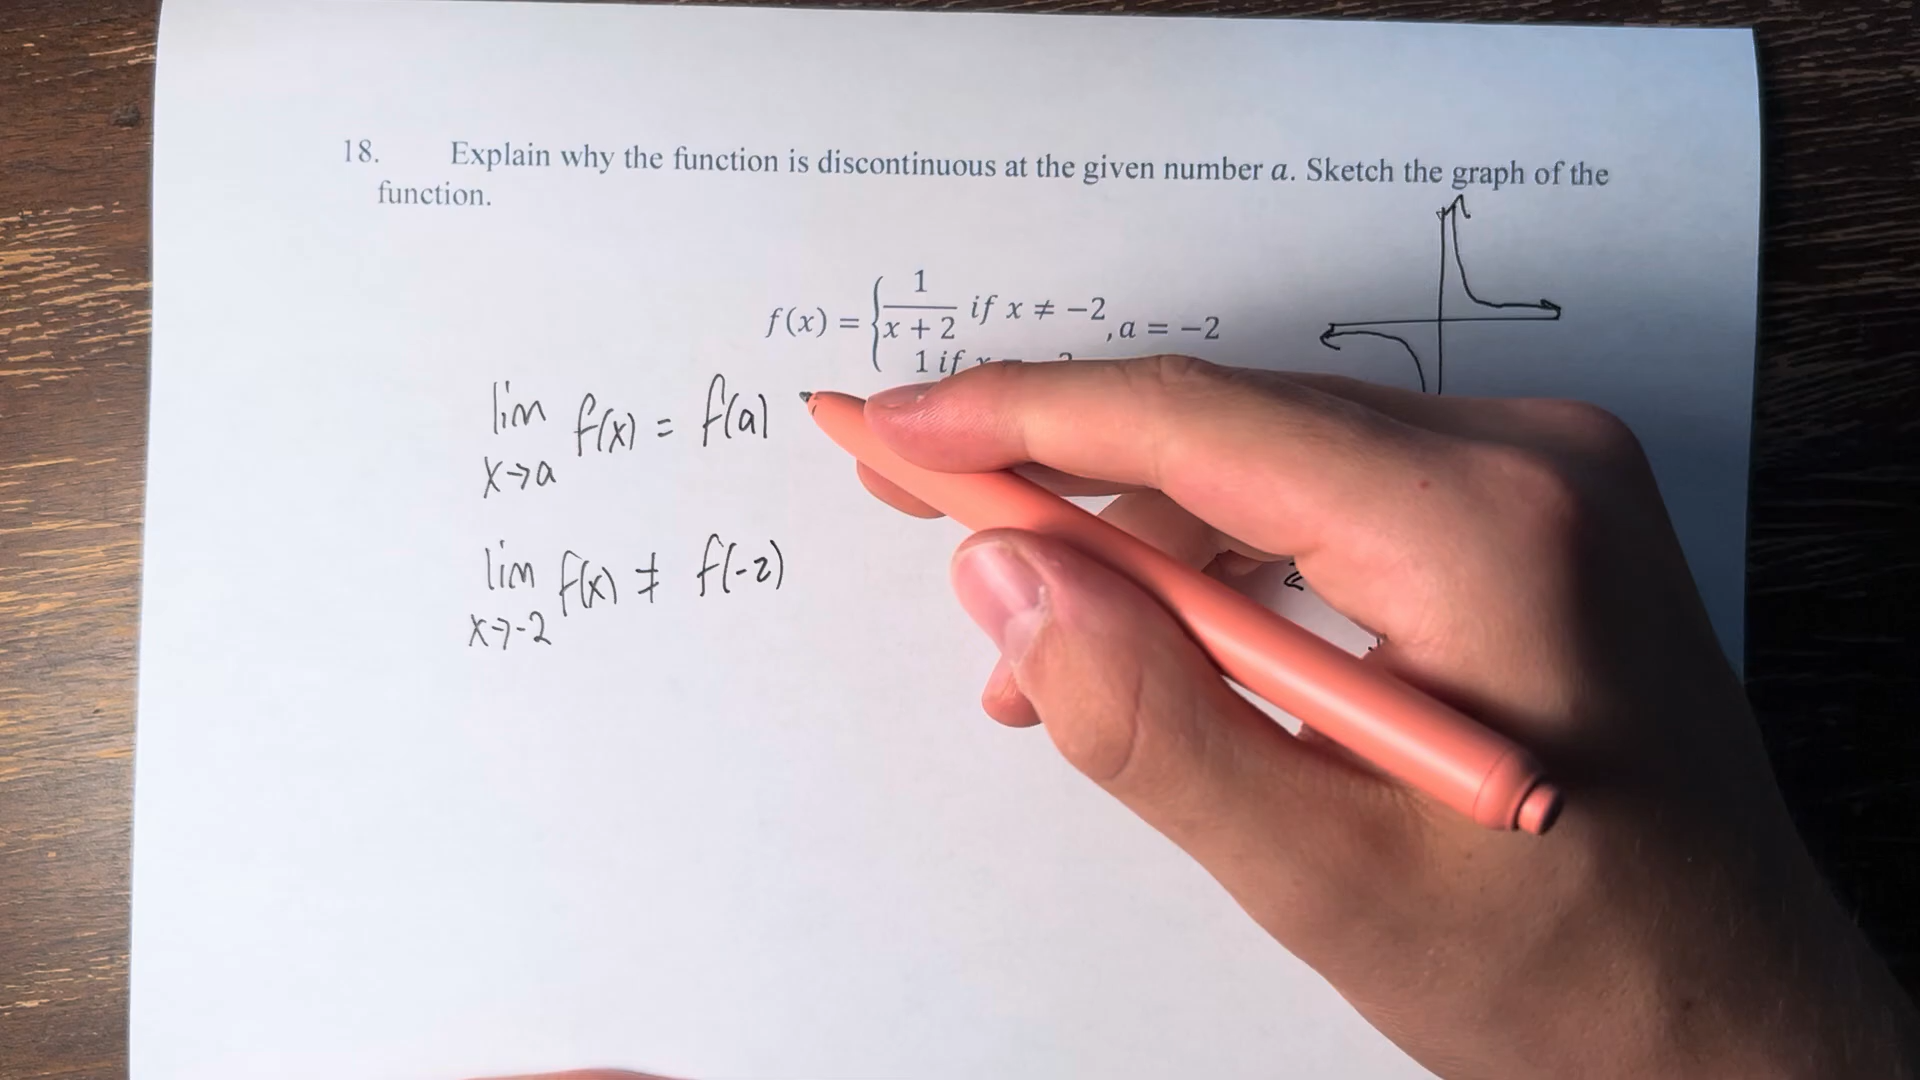 18. Explain why the function is discontinuous at the given number a. Sketch the graph of the
function.
f(x) = { 1/(x + 2) if x ≠ −2
1 if
, a = −2
lim f(x) = f(a)
x→a
lim f(x) ≠ f(-2)
x→-2